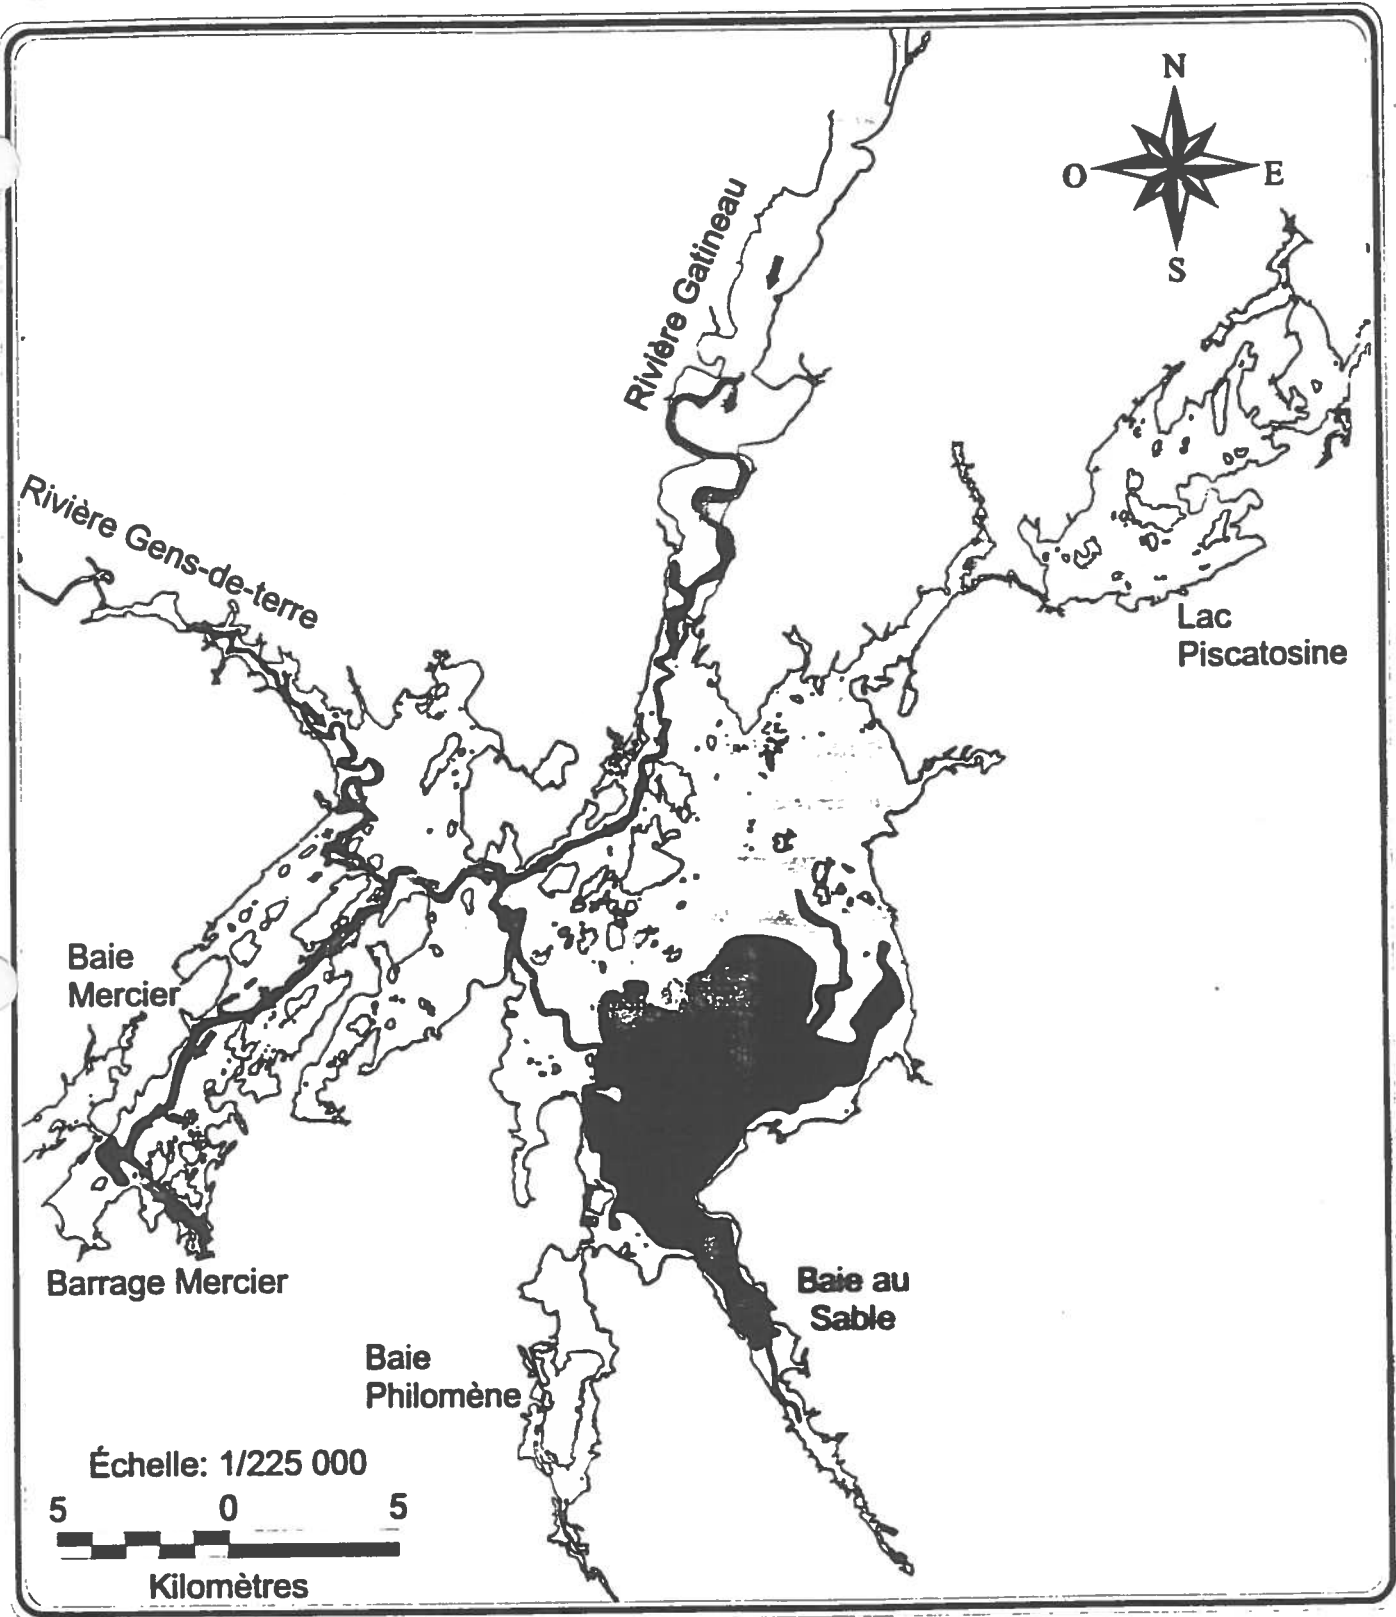 N
O
E
S
Rivière Gatineau
Rivière Gens-de-terre
Lac
Piscatosine
Baie
Mercier
Barrage Mercier
Baie au
Sable
Baie
Philomène
Échelle: 1/225 000
5 0 5
Kilomètres